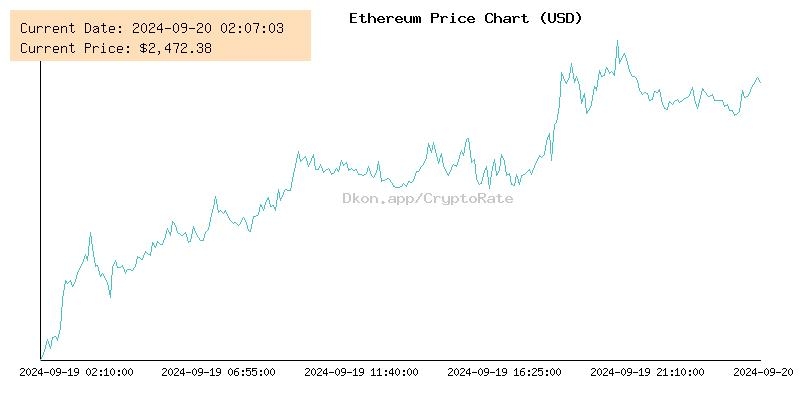 Ethereum Price Chart (USD)
Current Date: 2024-09-20 02:07:03
Current Price: $2,472.38
Dkon.app/CryptoRate
2024-09-19 02:10:00 2024-09-19 06:55:00 2024-09-19 11:40:00 2024-09-19 16:25:00 2024-09-19 21:10:00 2024-09-20